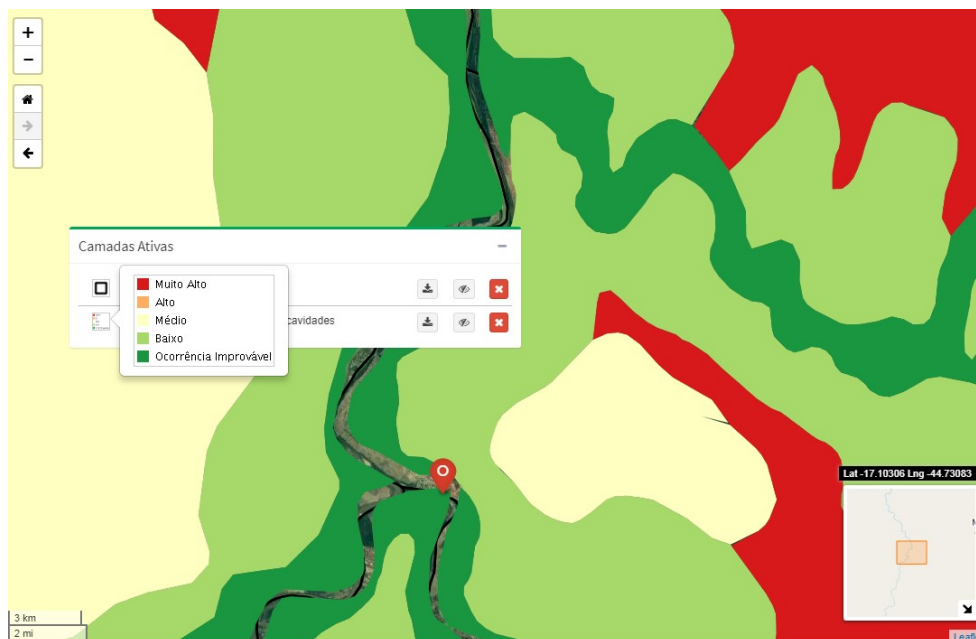 +
−
Camadas Ativas
−
Muito Alto
Alto
Médio
Baixo
Ocorrência Improvável
cavidades
O
Lat -17.10306 Lng -44.73083
3 km
2 mi